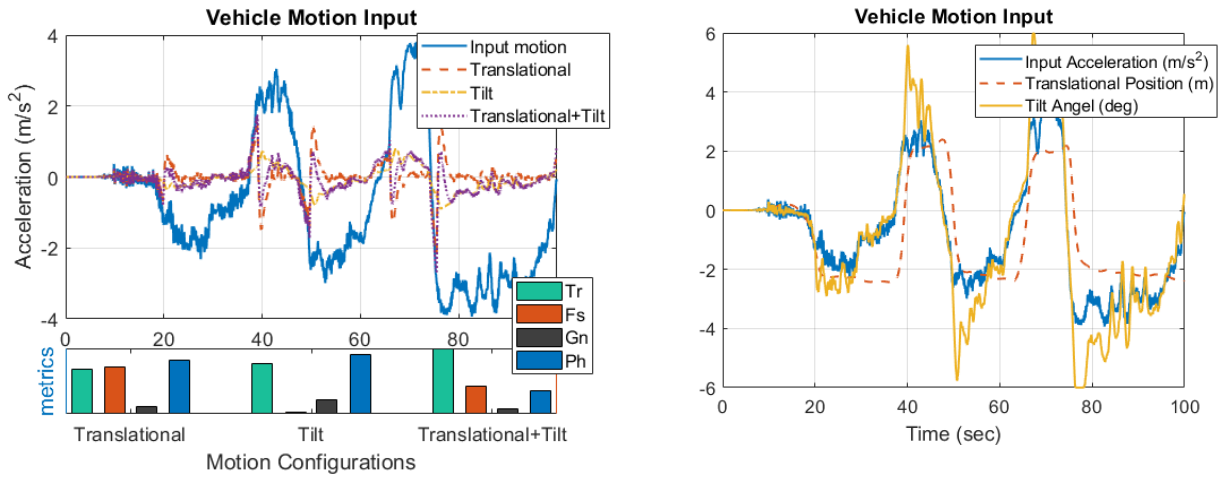 Vehicle Motion Input
4
2
0
-2
-4
Acceleration (m/s²)
Input motion
Translational
Tilt
Translational+Tilt
0
20
40
60
80
Tr
Fs
Gn
Ph
metrics
Translational
Tilt
Translational+Tilt
Motion Configurations
Vehicle Motion Input
6
4
2
0
-2
-4
-6
Input Acceleration (m/s²)
Translational Position (m)
Tilt Angel (deg)
0
20
40
60
80
100
Time (sec)